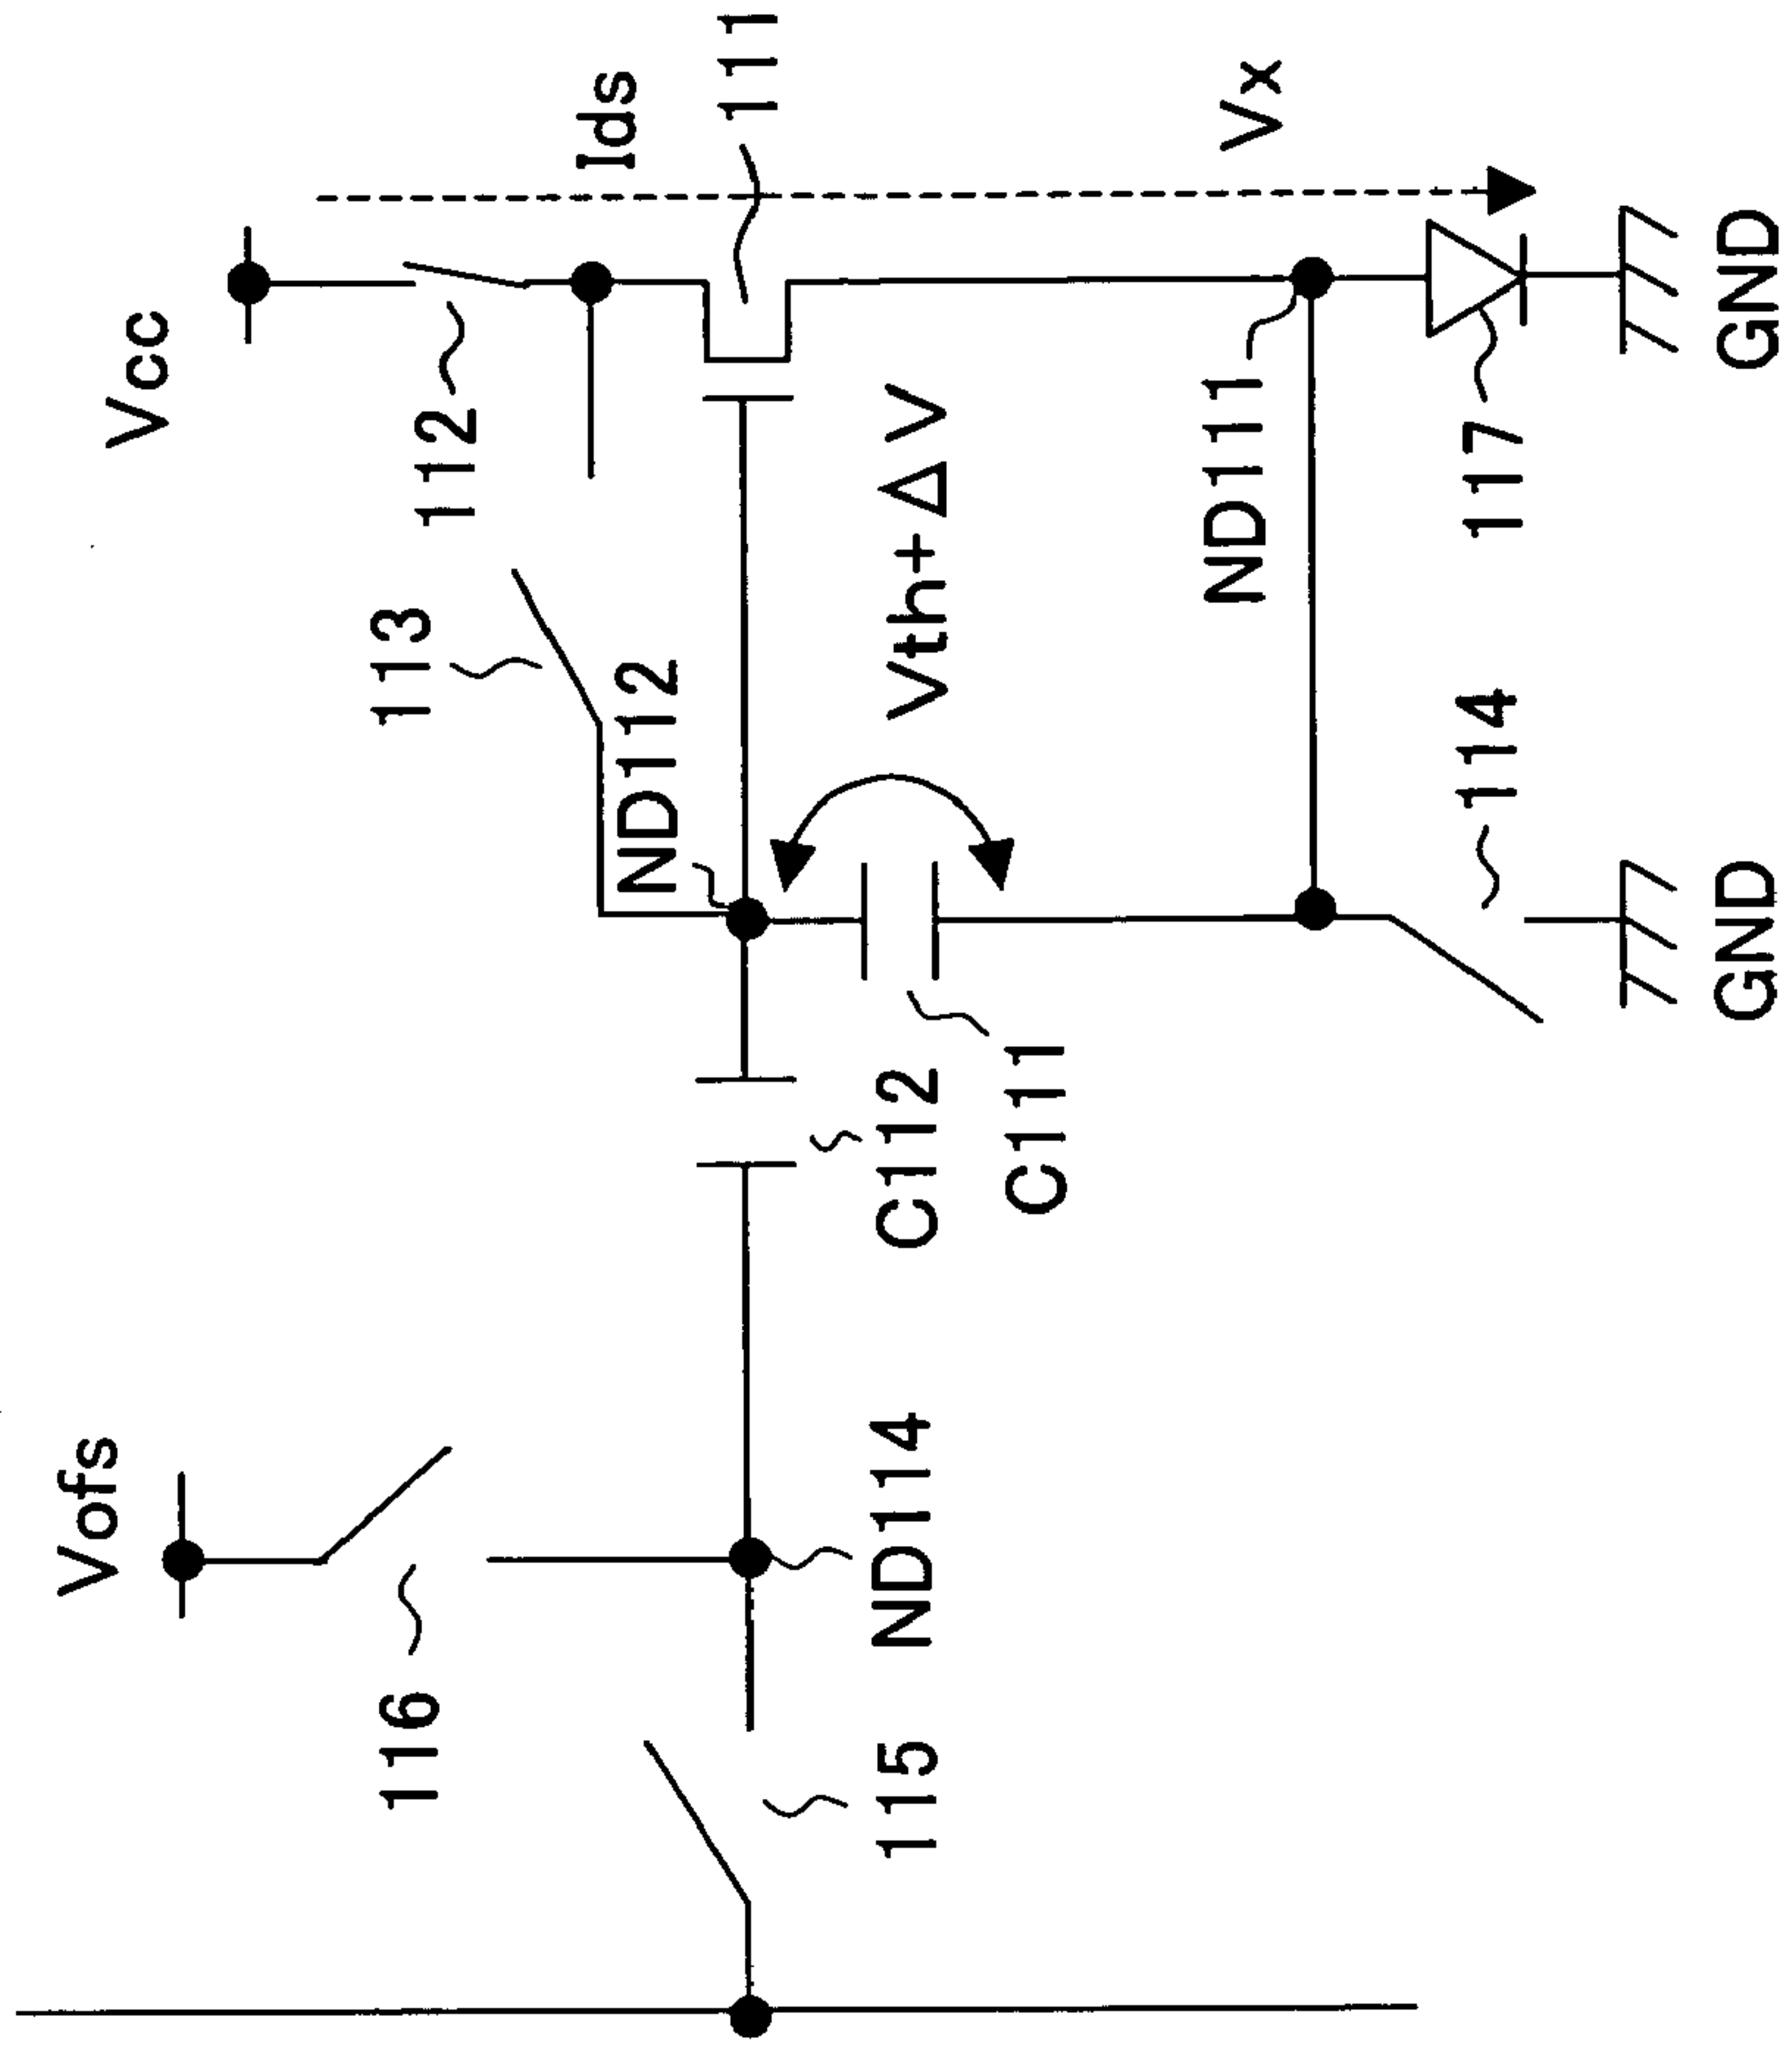 Vcc
112
Ids
111
113
ND112
Vth+ΔV
Vx
ND111
117
GND
114
GND
C112
C111
Vofs
116
ND114
115